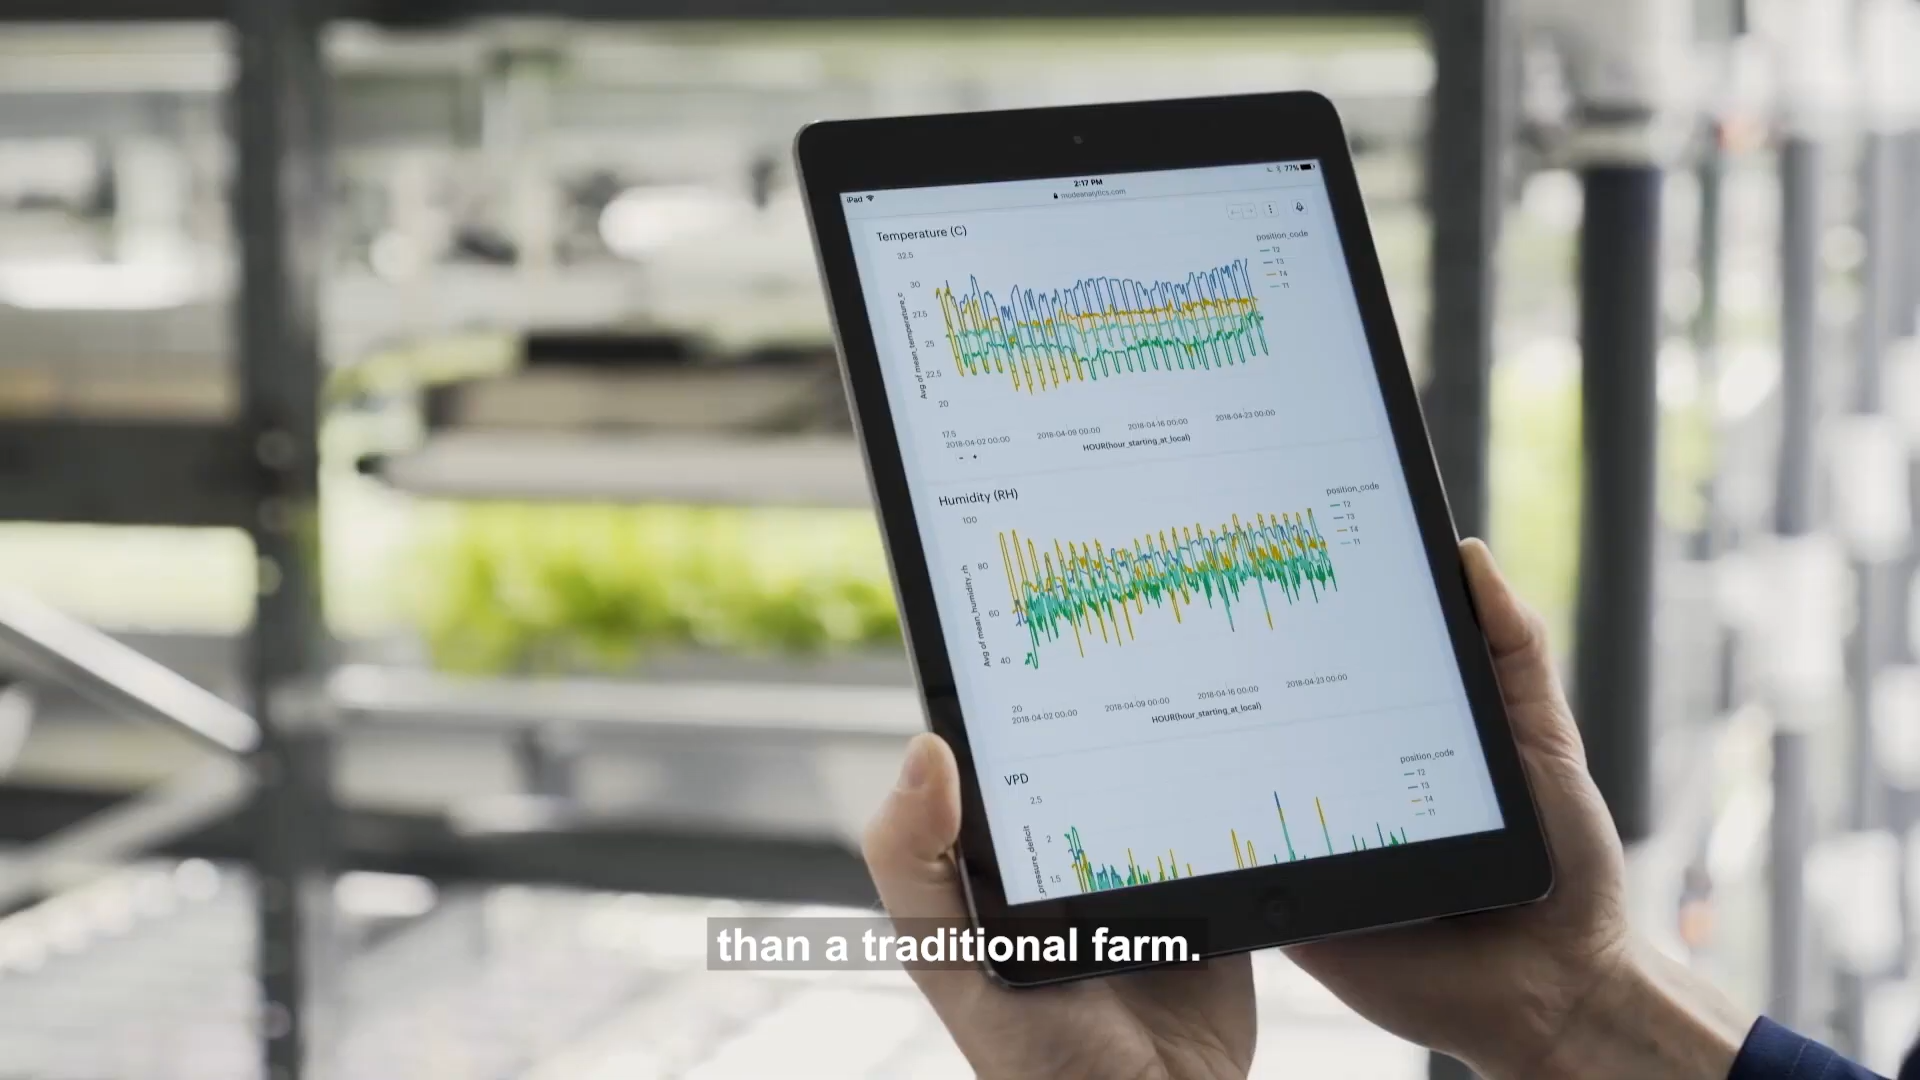 iPad
2:17 PM
77%
modeanalytics.com
Temperature (C)
position_code
T2
T3
T4
T1
32.5
30
27.5
25
22.5
20
17.5
Avg of mean_temperature_c
2018-04-02 00:00
2018-04-09 00:00
2018-04-16 00:00
2018-04-23 00:00
HOUR(hour_starting_at_local)
- +
Humidity (RH)
position_code
T2
T3
T4
T1
100
80
60
40
20
Avg of mean_humidity_rh
2018-04-02 00:00
2018-04-09 00:00
2018-04-16 00:00
2018-04-23 00:00
HOUR(hour_starting_at_local)
VPD
position_code
T2
T3
T4
T1
2.5
2
1.5
_pressure_deficit
than a traditional farm.